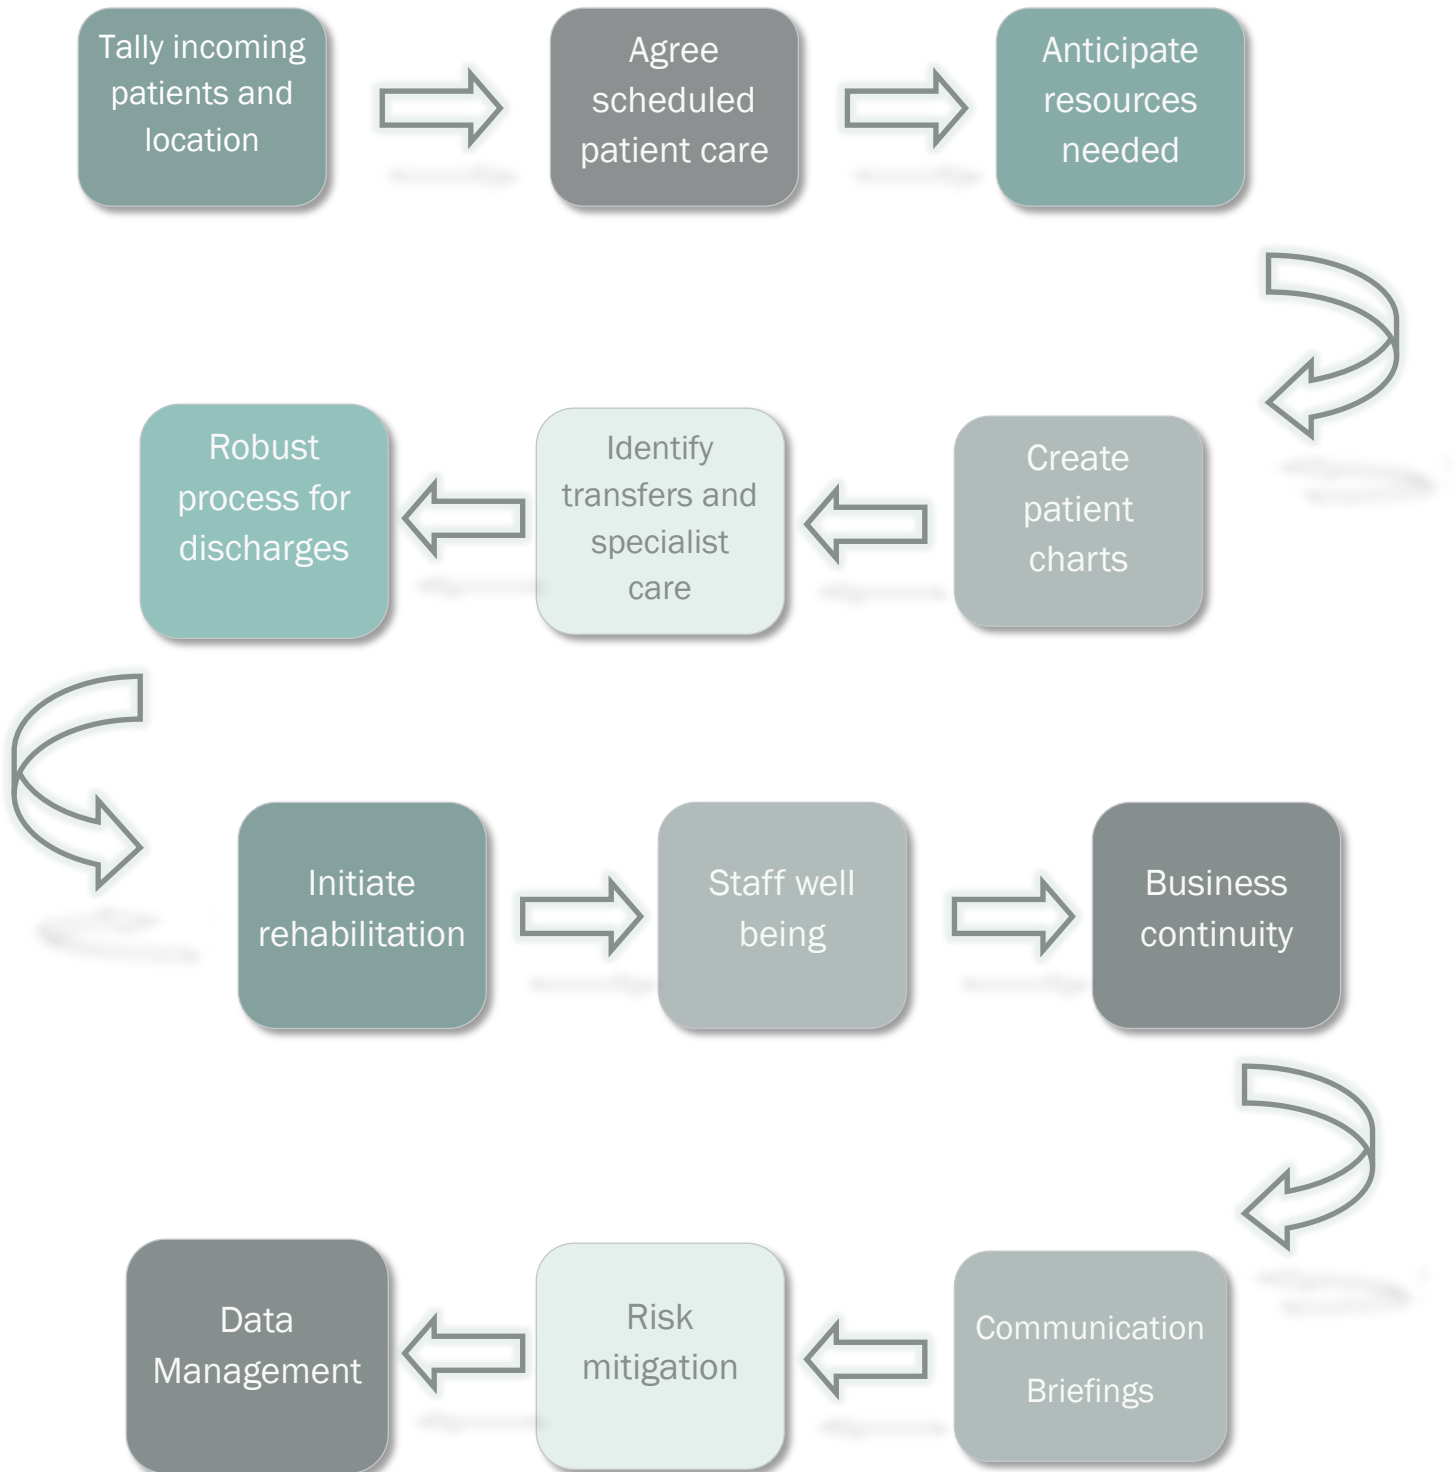 Tally incoming
patients and
location
Agree
scheduled
patient care
Anticipate
resources
needed
Create
patient
charts
Identify
transfers and
specialist
care
Robust
process for
discharges
Initiate
rehabilitation
Staff well
being
Business
continuity
Communication
Briefings
Risk
mitigation
Data
Management